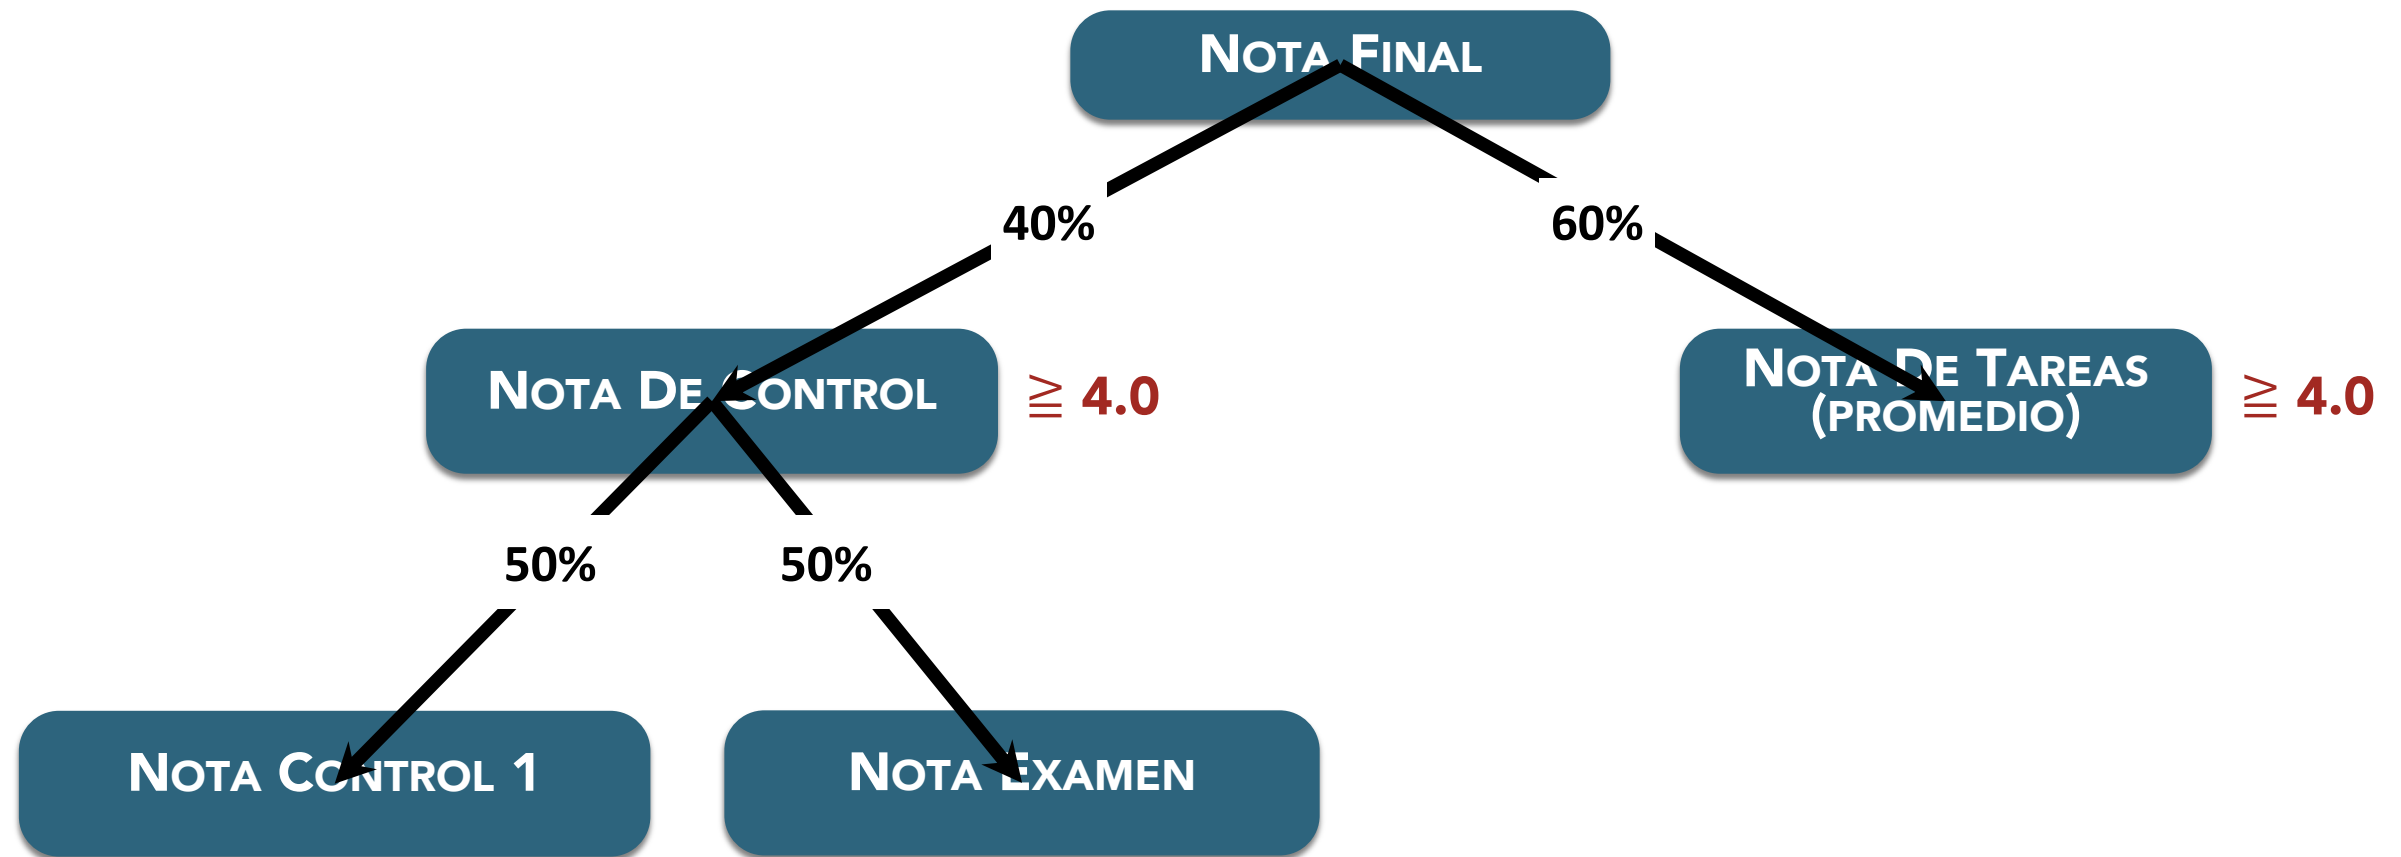 NOTA FINAL
40%
60%
NOTA DE CONTROL
≧ 4.0
NOTA DE TAREAS
(PROMEDIO)
≧ 4.0
50%
50%
NOTA CONTROL 1
NOTA EXAMEN